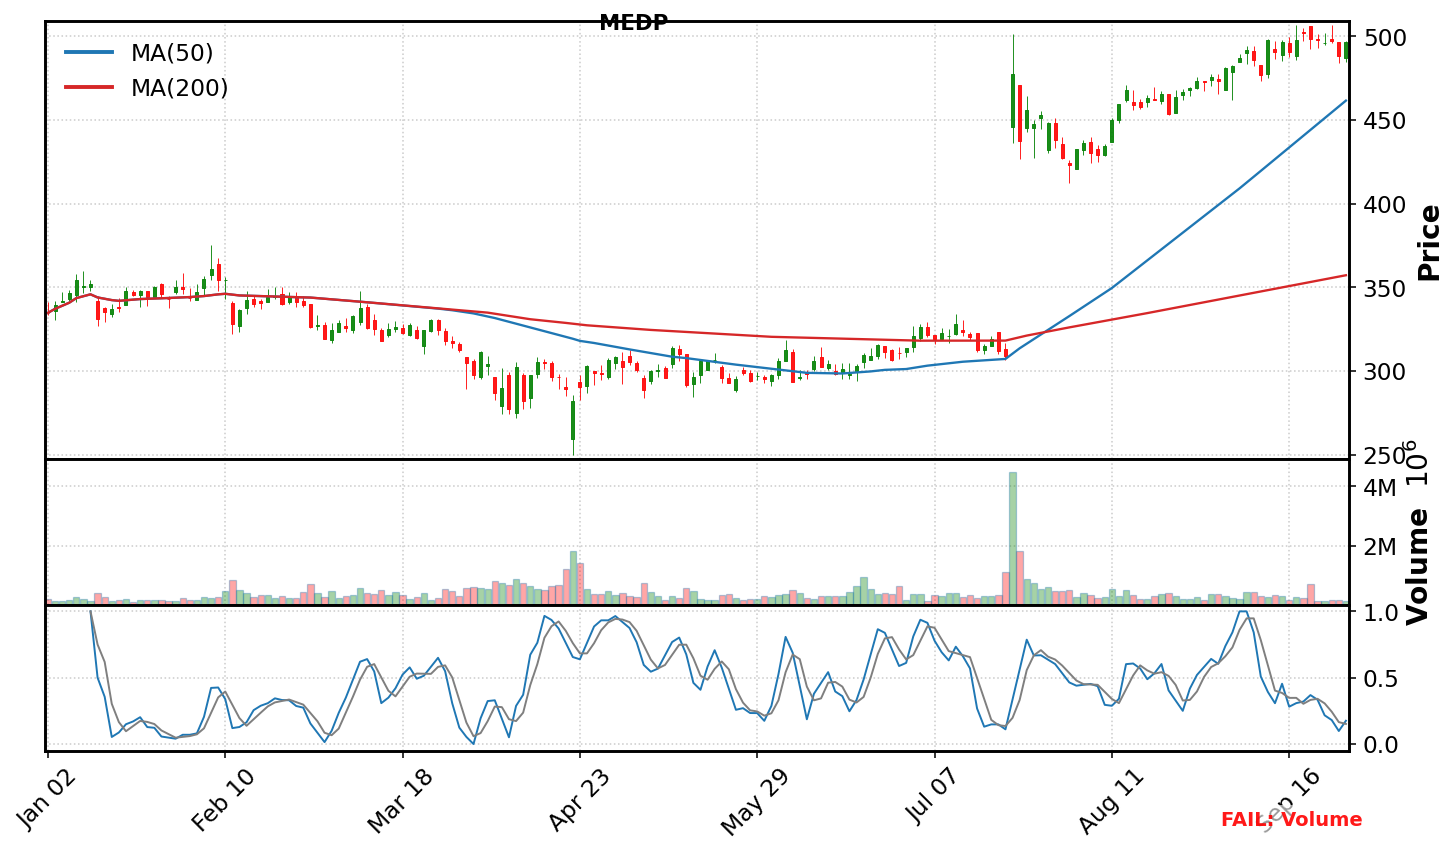 MEDP
MA(50)
MA(200)
500
450
400
350
300
250
Price
10^6
4M
2M
Volume
1.0
0.5
0.0
Jan 02
Feb 10
Mar 18
Apr 23
May 29
Jul 07
Aug 11
Sep 16
FAIL: Volume